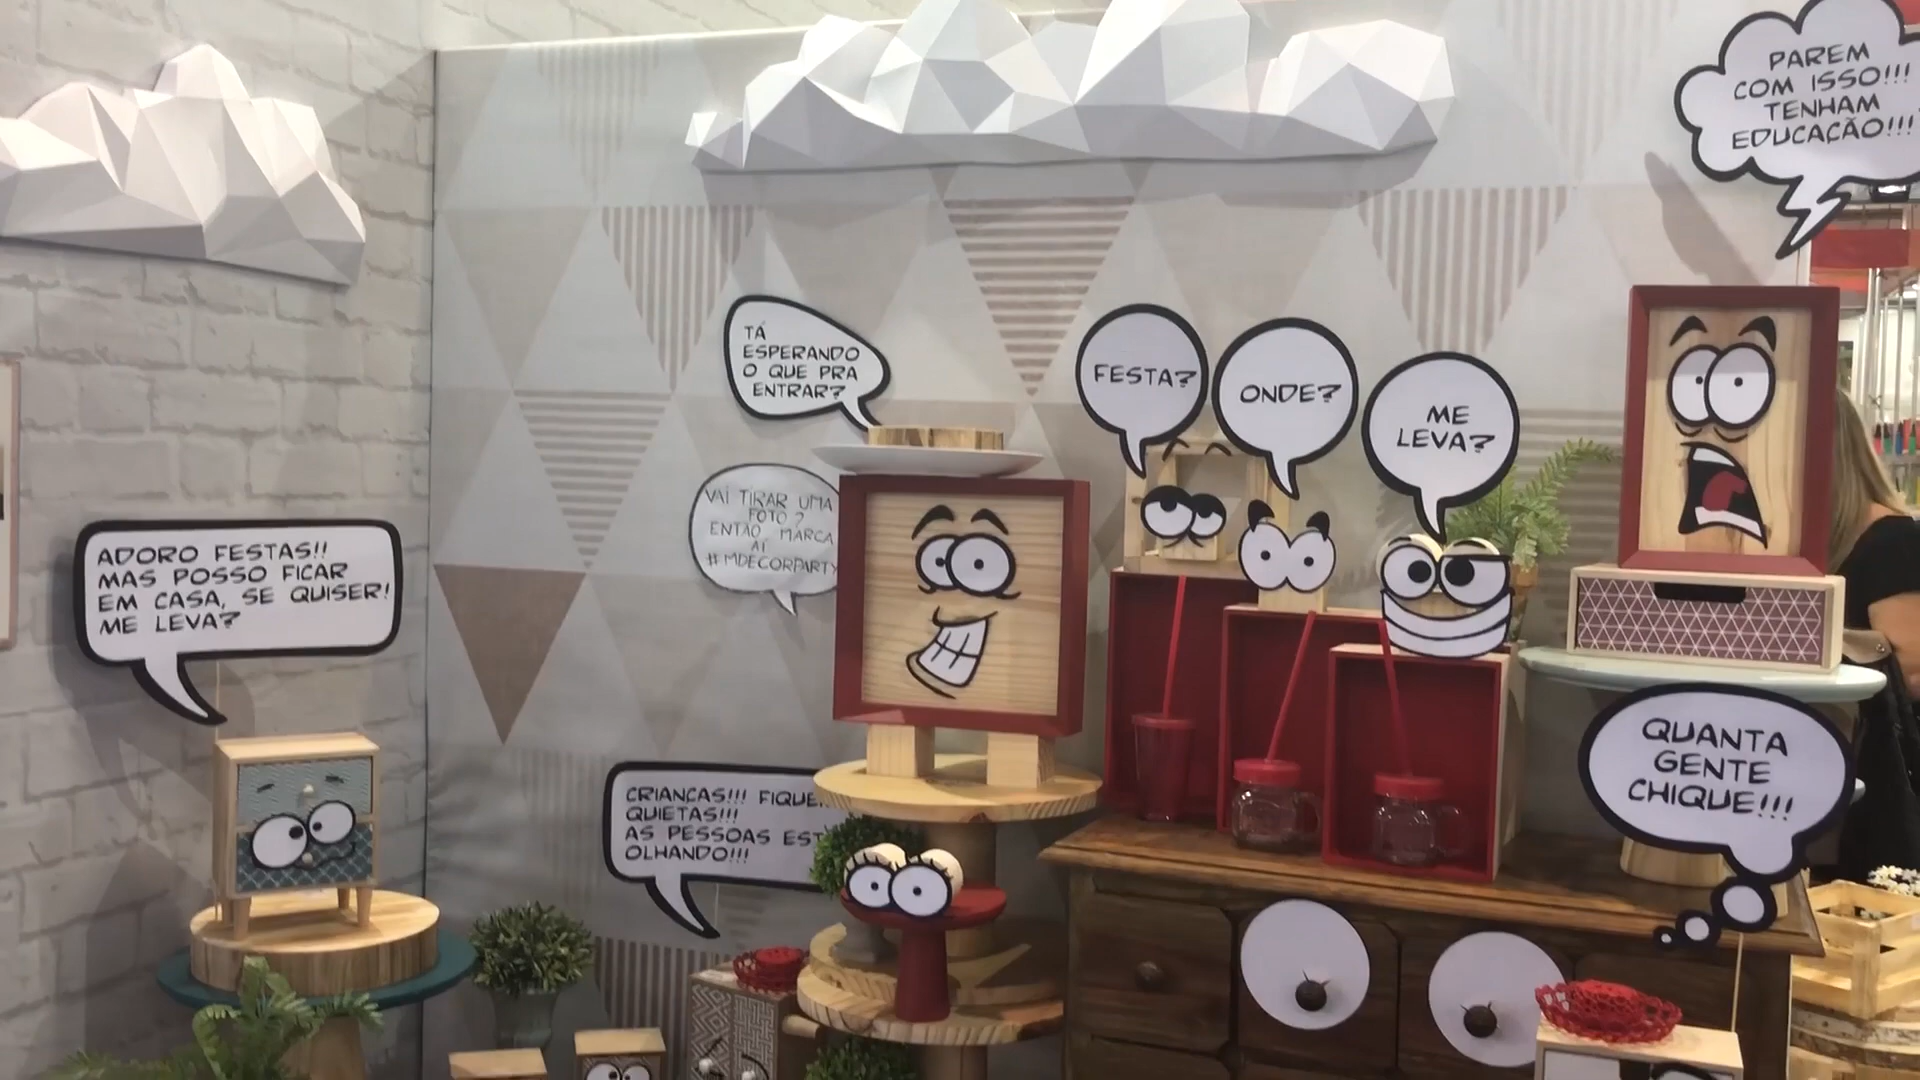 PAREM
COM ISSO!!!
TENHAM
EDUCAÇÃO!!!
TÁ
ESPERANDO
O QUE PRA
ENTRAR?
FESTA?
ONDE?
ME
LEVA?
VAI TIRAR UMA
FOTO?
ENTÃO MARCA
AÍ
#MDECORPARTY
ADORO FESTAS!!
MAS POSSO FICAR
EM CASA, SE QUISER!
ME LEVA?
QUANTA
GENTE
CHIQUE!!!
CRIANÇAS!!!
QUIETAS!!!
AS PESSOAS
OLHANDO!!!